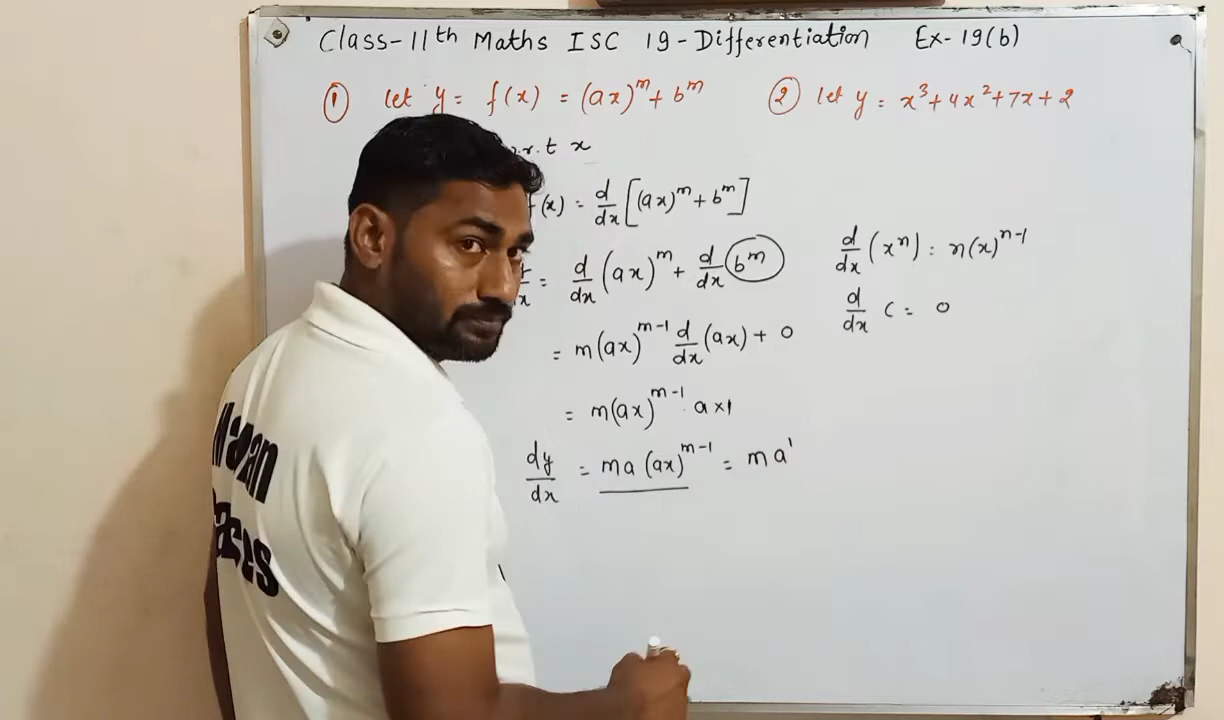 Class-11th Maths ISC 19-Differentiation Ex-19(b)
① let y = f(x) = (ax)^m + b^m
② let y = x³+4x²+7x+2
w.r.t x
f(x) = d/dx [(ax)^m + b^m]
= d/dx (ax)^m + d/dx b^m
d/dx (x^n) = n(x)^n-1
= m(ax)^m-1 d/dx (ax) + 0
d/dx c = 0
= m(ax)^m-1 . a×1
dy/dx = ma(ax)^m-1 = ma'